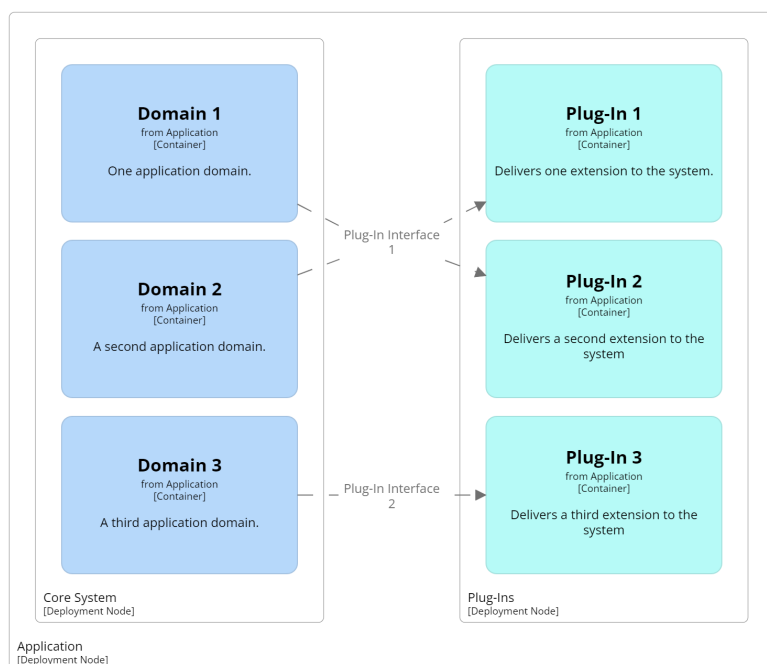 Domain 1
from Application
[Container]
One application domain.
Plug-In 1
from Application
[Container]
Delivers one extension to the system.
Plug-In Interface
1
Domain 2
from Application
[Container]
A second application domain.
Plug-In 2
from Application
[Container]
Delivers a second extension to the
system
Domain 3
from Application
[Container]
A third application domain.
Plug-In Interface
2
Plug-In 3
from Application
[Container]
Delivers a third extension to the
system
Core System
[Deployment Node]
Plug-Ins
[Deployment Node]
Application
[Deployment Node]